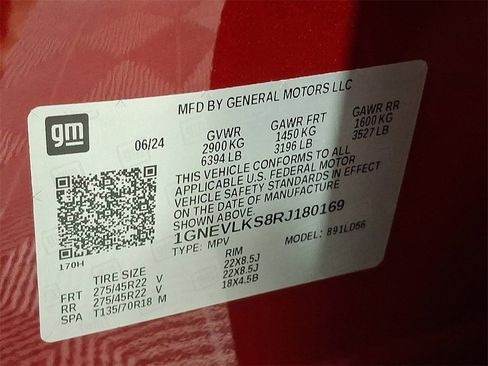 MFD BY GENERAL MOTORS LLC
gm
06/24
GVWR GAWR FRT GAWR RR
2900 KG 1450 KG 1600 KG
6394 LB 3196 LB 3527 LB
THIS VEHICLE CONFORMS TO ALL
APPLICABLE U.S. FEDERAL MOTOR
VEHICLE SAFETY STANDARDS IN EFFECT
ON THE DATE OF MANUFACTURE
SHOWN ABOVE.
1GNEVLKS8RJ180169
TYPE: MPV MODEL: 891LD56
170H
TIRE SIZE RIM
FRT 275/45R22 V 22X8.5J
RR 275/45R22 V 22X8.5J
SPA T135/70R18 M 18X4.5B